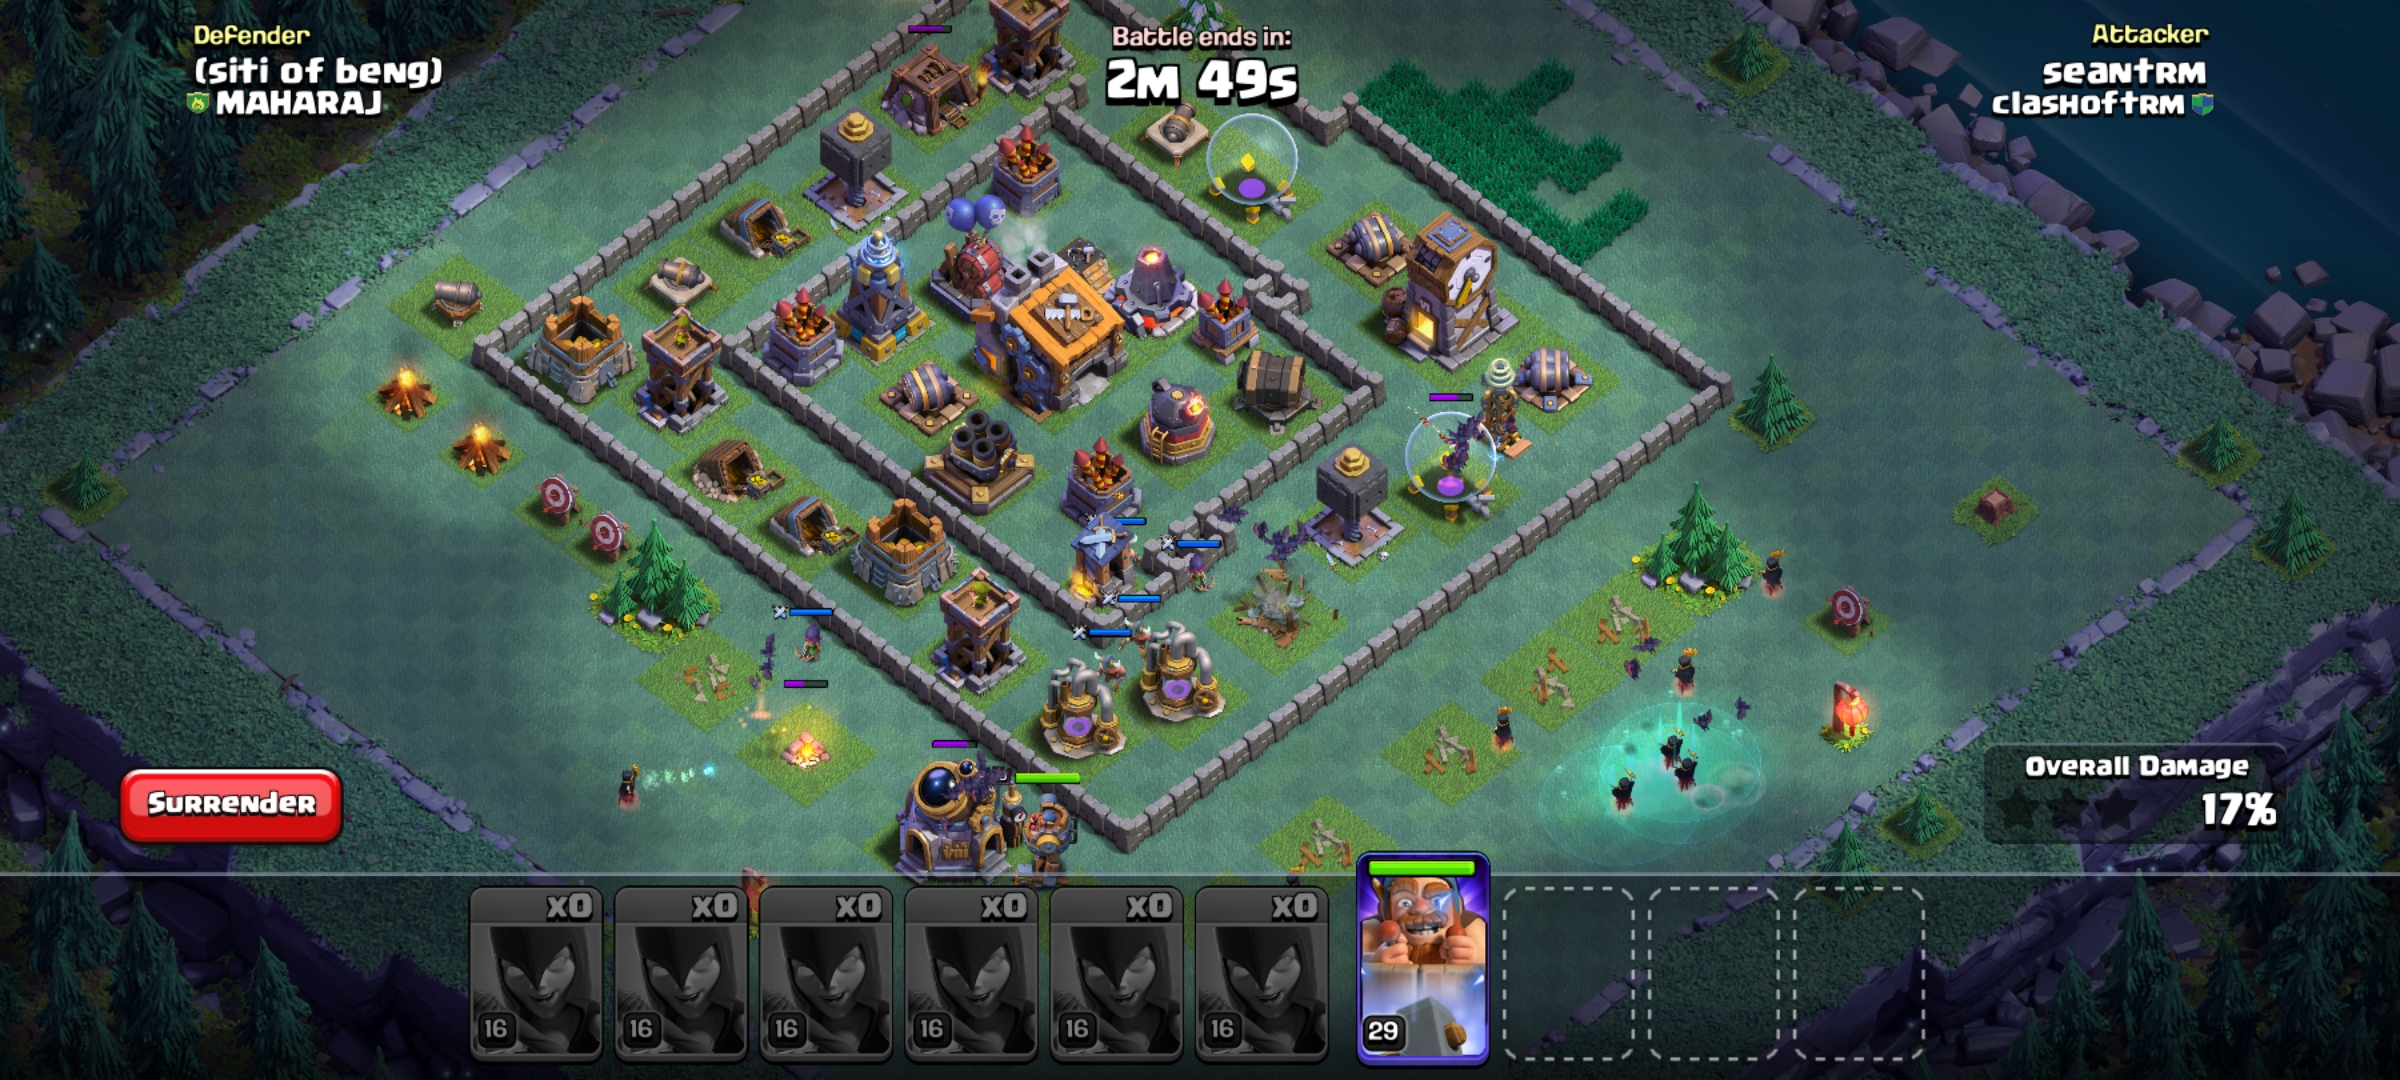 Defender
(siti of beng)
MAHARAJ
Battle ends in:
2M 49S
Attacker
seantRM
clashoftRM
Surrender
Overall Damage
17%
x0
x0
x0
x0
x0
x0
16
16
16
16
16
16
29